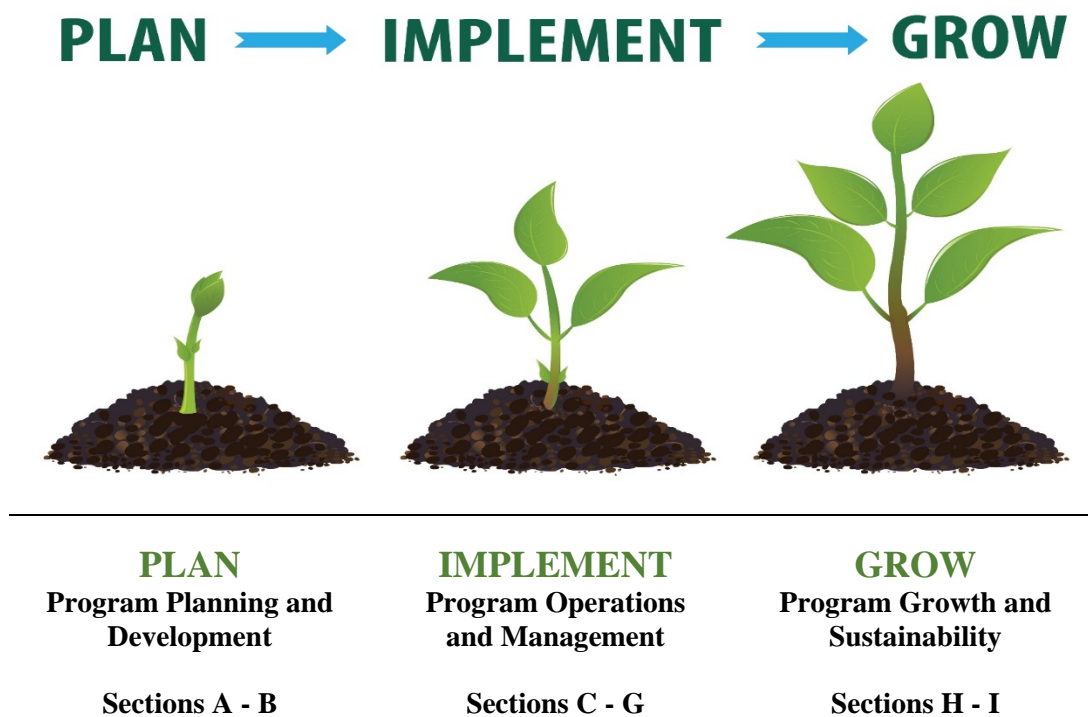 PLAN IMPLEMENT GROW
PLAN
Program Planning and
Development
Sections A - B
IMPLEMENT
Program Operations
and Management
Sections C - G
GROW
Program Growth and
Sustainability
Sections H - I